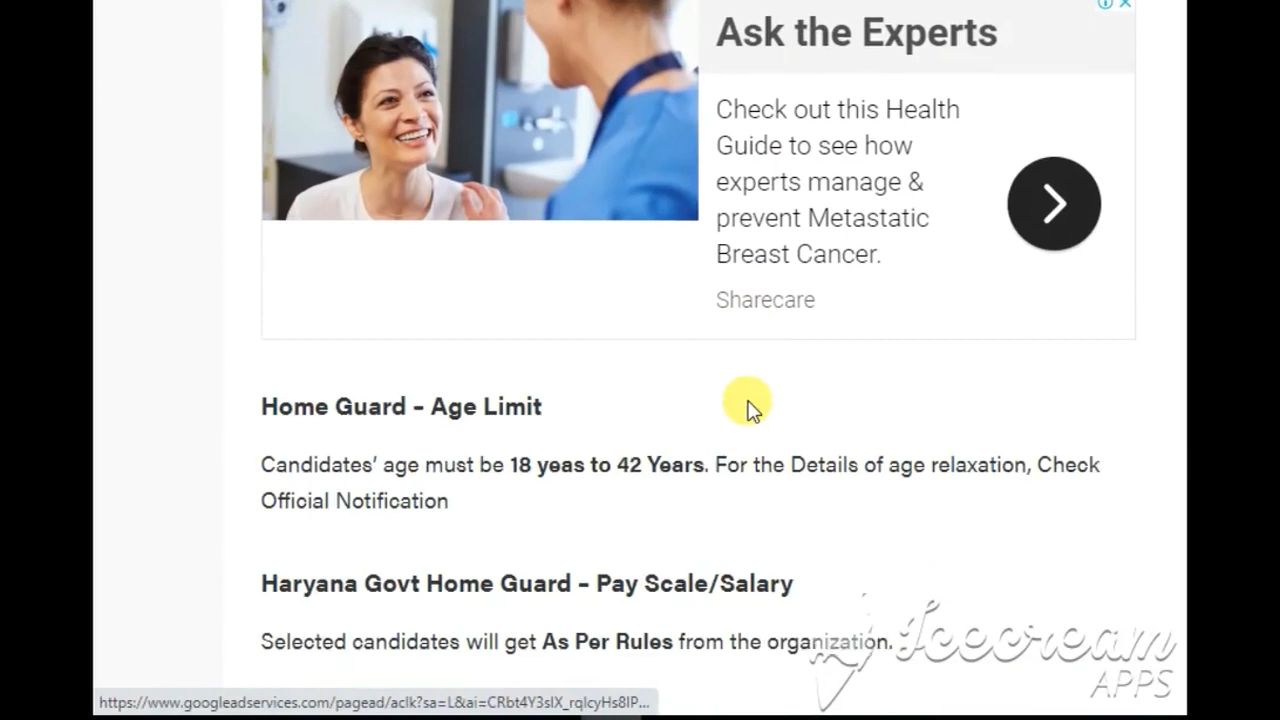 Ask the Experts
Check out this Health
Guide to see how
experts manage &
prevent Metastatic
Breast Cancer.
Sharecare
Home Guard – Age Limit
Candidates’ age must be 18 yeas to 42 Years. For the Details of age relaxation, Check
Official Notification
Haryana Govt Home Guard – Pay Scale/Salary
Selected candidates will get As Per Rules from the organization.
Icecream
APPS
https://www.googleadservices.com/pagead/aclk?sa=L&ai=CRbt4Y3slX_rqlcyHs8IP...